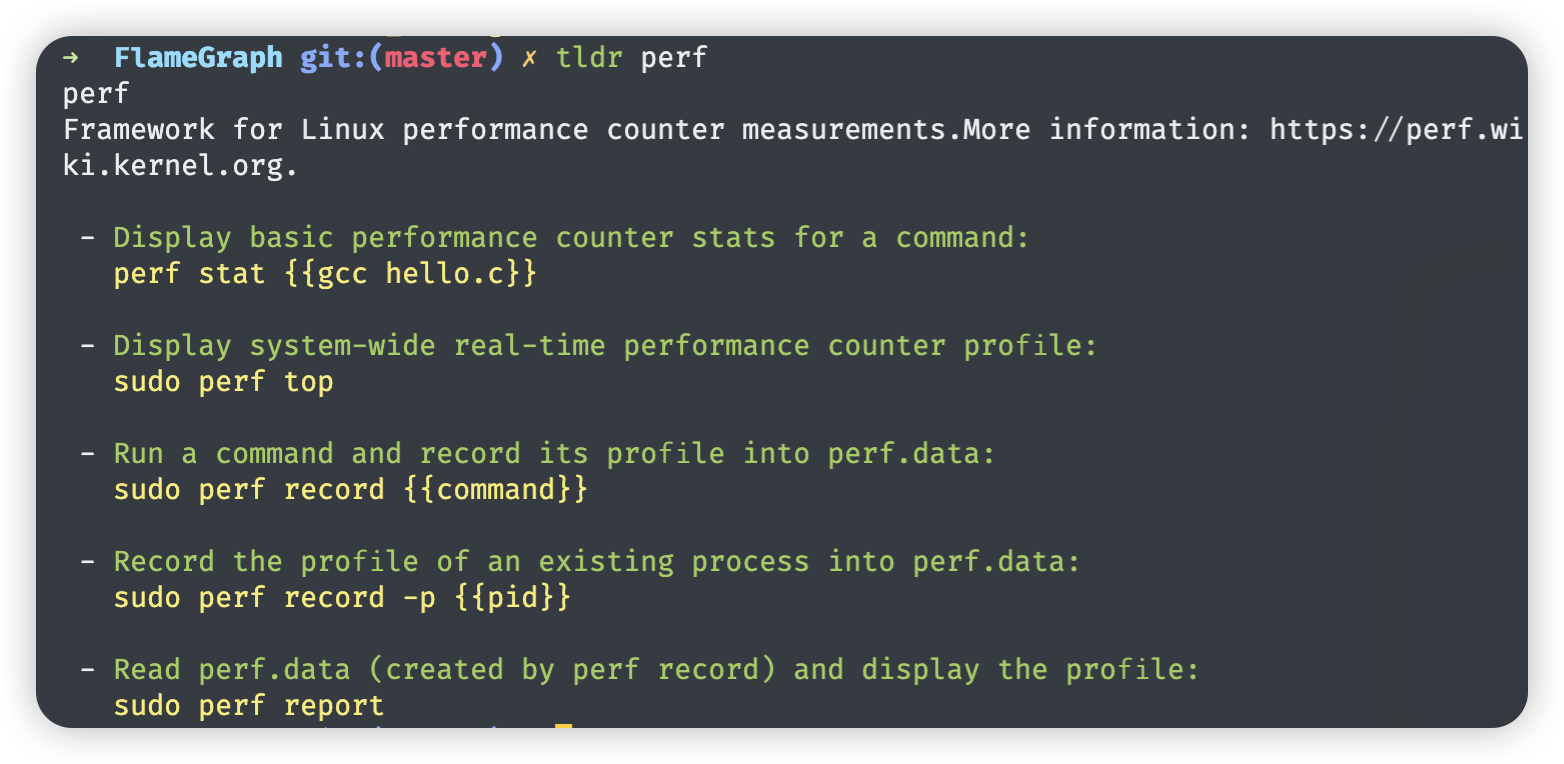 → FlameGraph git:(master) ✗ tldr perf
perf
Framework for Linux performance counter measurements.More information: https://perf.wi
ki.kernel.org.
- Display basic performance counter stats for a command:
perf stat {{gcc hello.c}}
- Display system-wide real-time performance counter profile:
sudo perf top
- Run a command and record its profile into perf.data:
sudo perf record {{command}}
- Record the profile of an existing process into perf.data:
sudo perf record -p {{pid}}
- Read perf.data (created by perf record) and display the profile:
sudo perf report